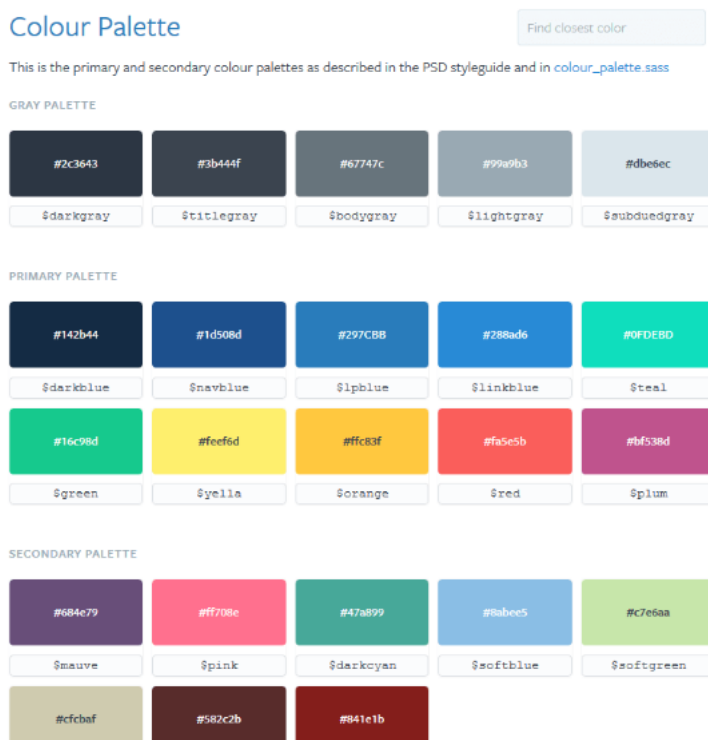 Colour Palette
Find closest color
This is the primary and secondary colour palettes as described in the PSD styleguide and in colour_palette.sass
GRAY PALETTE
#2c3643 #3b444f #67747c #99a9b3 #dbe6ec
$darkgray $titlegray $bodygray $lightgray $subduedgray
PRIMARY PALETTE
#142b44 #1d508d #297CBB #288ad6 #0FDEBD
$darkblue $navblue $lpblue $linkblue $teal
#16c98d #feef6d #ffc83f #fa5e5b #bf538d
$green $yella $orange $red $plum
SECONDARY PALETTE
#684e79 #ff708e #47a899 #8abee5 #c7e6aa
$mauve $pink $darkcyan $softblue $softgreen
#cfcbaf #582c2b #841e1b